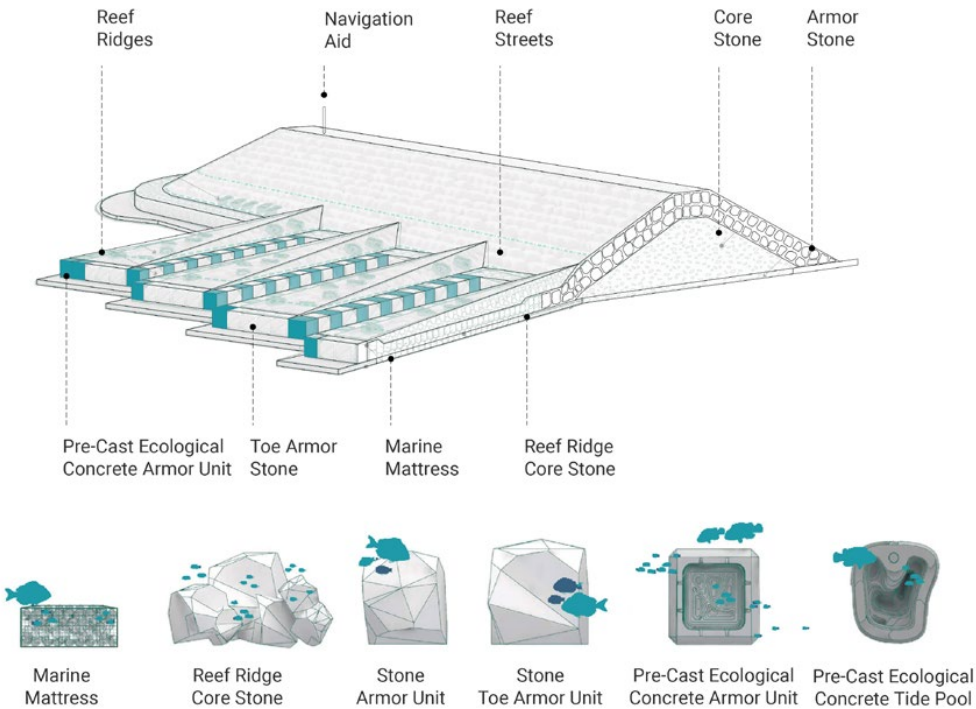 Reef
Ridges
Navigation
Aid
Reef
Streets
Core
Stone
Armor
Stone
Pre-Cast Ecological
Concrete Armor Unit
Toe Armor
Stone
Marine
Mattress
Reef Ridge
Core Stone
Marine
Mattress
Reef Ridge
Core Stone
Stone
Armor Unit
Stone
Toe Armor Unit
Pre-Cast Ecological
Concrete Armor Unit
Pre-Cast Ecological
Concrete Tide Pool